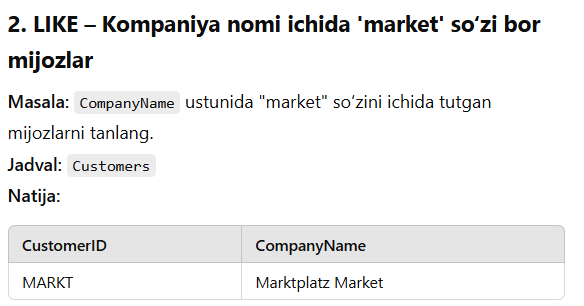 2. LIKE – Kompaniya nomi ichida 'market' so‘zi bor
mijozlar
Masala: CompanyName ustunida "market" so‘zini ichida tutgan
mijozlarni tanlang.
Jadval: Customers
Natija:
CustomerID CompanyName
MARKT Marktplatz Market